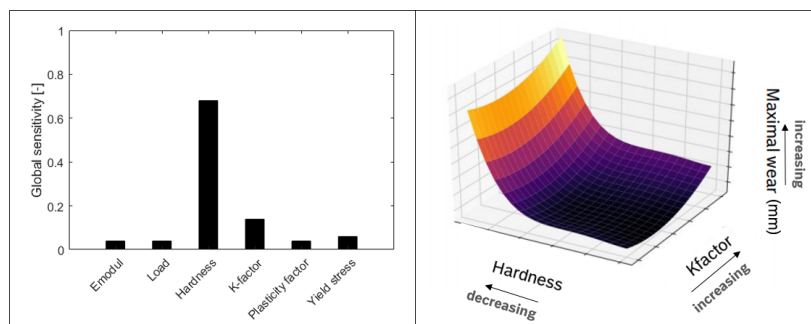 1
0.8
0.6
0.4
0.2
0
Global sensitivity [-]
Emodul
Load
Hardness
K-factor
Plasticity factor
Yield stress
Maximal wear (mm)
increasing
Hardness
decreasing
Kfactor
increasing